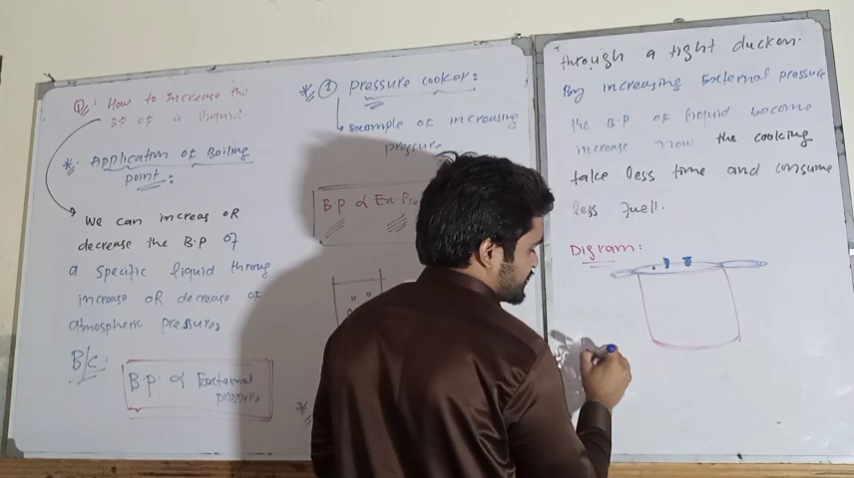 Q: How to Increase the
B.P of a liquid.
*: Application of Boiling
point:
We can increas OR
decrease the B.P of
a specific liquid throug
increase OR decrease of
atmospheric pressures
B/c:
B.p. α External
pressure
* ① pressure cooker:
Example of increasing
pressure
B.p α Ex.Pre
*
through a tight ducken.
By increasing External pressure
the B.P of liquid become
increase now the cooking
take less time and consume
less fuell.
Digram: